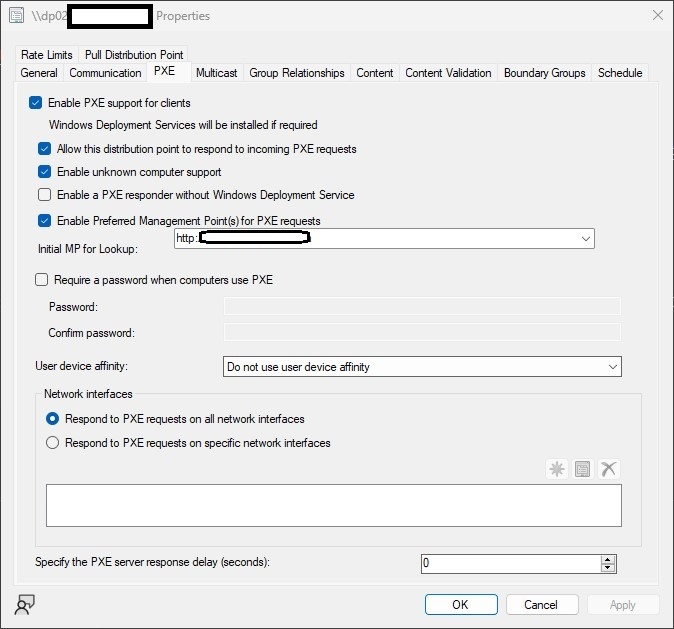 \\dp02 Properties
Rate Limits Pull Distribution Point
General Communication PXE Multicast Group Relationships Content Content Validation Boundary Groups Schedule
Enable PXE support for clients
Windows Deployment Services will be installed if required
Allow this distribution point to respond to incoming PXE requests
Enable unknown computer support
Enable a PXE responder without Windows Deployment Service
Enable Preferred Management Point(s) for PXE requests
Initial MP for Lookup: http:
Require a password when computers use PXE
Password:
Confirm password:
User device affinity: Do not use user device affinity
Network interfaces
Respond to PXE requests on all network interfaces
Respond to PXE requests on specific network interfaces
Specify the PXE server response delay (seconds): 0
OK Cancel Apply